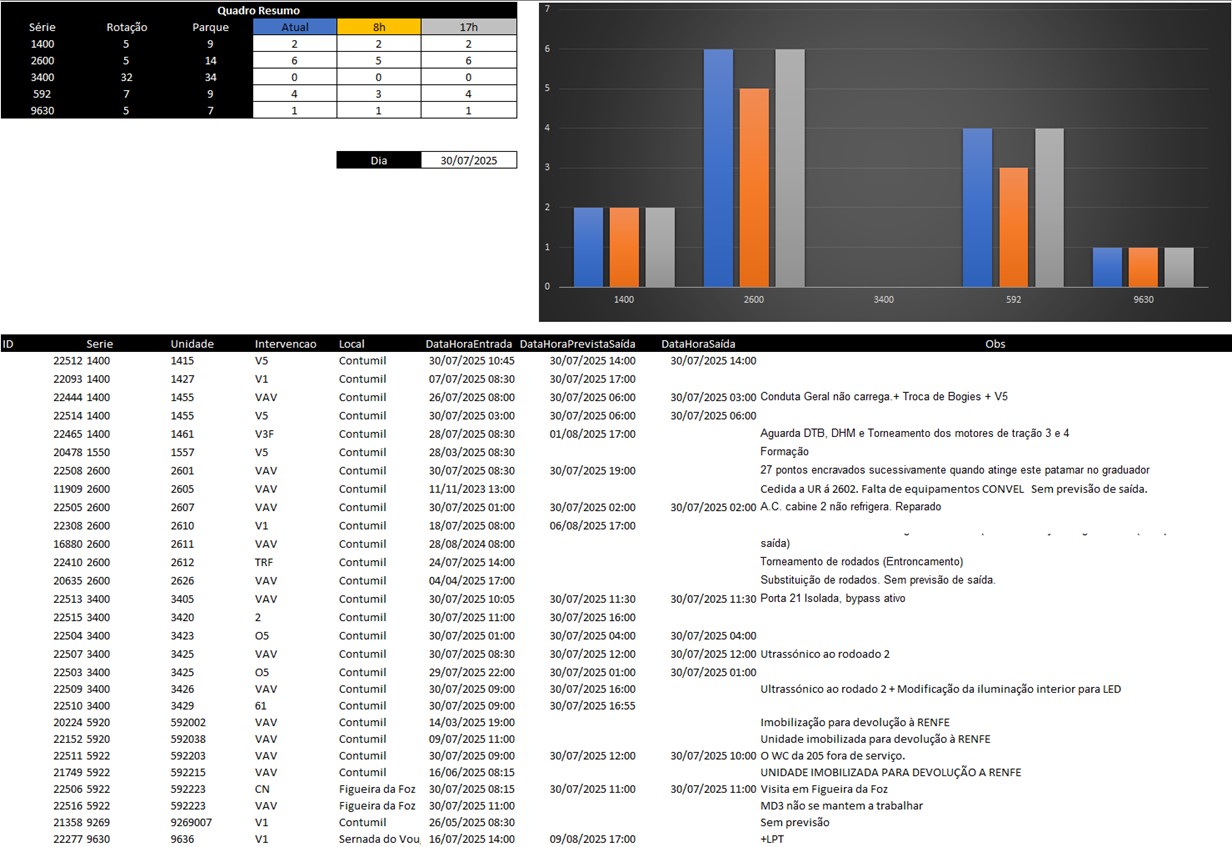 Quadro Resumo
Série Rotação Parque Atual 8h 17h
1400 5 9 2 2 2
2600 5 14 6 5 6
3400 32 34 0 0 0
592 7 9 4 3 4
9630 5 7 1 1 1
Dia 30/07/2025
7
6
5
4
3
2
1
0
1400 2600 3400 592 9630
ID Serie Unidade Intervencao Local DataHoraEntrada DataHoraPrevistaSaída DataHoraSaída Obs
22512 1400 1415 V5 Contumil 30/07/2025 10:45 30/07/2025 14:00 30/07/2025 14:00
22093 1400 1427 V1 Contumil 07/07/2025 08:30 30/07/2025 17:00
22444 1400 1455 VAV Contumil 26/07/2025 08:00 30/07/2025 06:00 30/07/2025 03:00 Conduta Geral não carrega.+ Troca de Bogies + V5
22514 1400 1455 V5 Contumil 30/07/2025 03:00 30/07/2025 06:00 30/07/2025 06:00
22465 1400 1461 V3F Contumil 28/07/2025 08:30 01/08/2025 17:00 Aguarda DTB, DHM e Torneamento dos motores de tração 3 e 4
20478 1550 1557 V5 Contumil 28/03/2025 08:30 Formação
22508 2600 2601 VAV Contumil 30/07/2025 08:30 30/07/2025 19:00 27 pontos encravados sucessivamente quando atinge este patamar no graduador
11909 2600 2605 VAV Contumil 11/11/2023 13:00 Cedida a UR á 2602. Falta de equipamentos CONVEL Sem previsão de saída.
22505 2600 2607 VAV Contumil 30/07/2025 01:00 30/07/2025 02:00 30/07/2025 02:00 A.C. cabine 2 não refrigera. Reparado
22308 2600 2610 V1 Contumil 18/07/2025 08:00 06/08/2025 17:00
16880 2600 2611 VAV Contumil 28/08/2024 08:00 saída)
22410 2600 2612 TRF Contumil 24/07/2025 14:00 Torneamento de rodados (Entroncamento)
20635 2600 2626 VAV Contumil 04/04/2025 17:00 Substituição de rodados. Sem previsão de saída.
22513 3400 3405 VAV Contumil 30/07/2025 10:05 30/07/2025 11:30 30/07/2025 11:30 Porta 21 Isolada, bypass ativo
22515 3400 3420 2 Contumil 30/07/2025 11:00 30/07/2025 16:00
22504 3400 3423 O5 Contumil 30/07/2025 01:00 30/07/2025 04:00 30/07/2025 04:00
22507 3400 3425 VAV Contumil 30/07/2025 08:30 30/07/2025 12:00 30/07/2025 12:00 Utrassónico ao rodoado 2
22503 3400 3425 O5 Contumil 29/07/2025 22:00 30/07/2025 01:00 30/07/2025 01:00
22509 3400 3426 VAV Contumil 30/07/2025 09:00 30/07/2025 16:00 Ultrassónico ao rodado 2 + Modificação da iluminação interior para LED
22510 3400 3429 61 Contumil 30/07/2025 09:00 30/07/2025 16:55
20224 5920 592002 VAV Contumil 14/03/2025 19:00 Imobilização para devolução à RENFE
22152 5920 592038 VAV Contumil 09/07/2025 11:00 Unidade imobilizada para devolução à RENFE
22511 5922 592203 VAV Contumil 30/07/2025 09:00 30/07/2025 12:00 30/07/2025 10:00 O WC da 205 fora de serviço.
21749 5922 592215 VAV Contumil 16/06/2025 08:15 UNIDADE IMOBILIZADA PARA DEVOLUÇÃO A RENFE
22506 5922 592223 CN Figueira da Foz 30/07/2025 08:15 30/07/2025 11:00 30/07/2025 11:00 Visita em Figueira da Foz
22516 5922 592223 VAV Figueira da Foz 30/07/2025 11:00 MD3 não se mantem a trabalhar
21358 9269 9269007 V1 Contumil 26/05/2025 08:30 Sem previsão
22277 9630 9636 V1 Sernada do Vou 16/07/2025 14:00 09/08/2025 17:00 +LPT